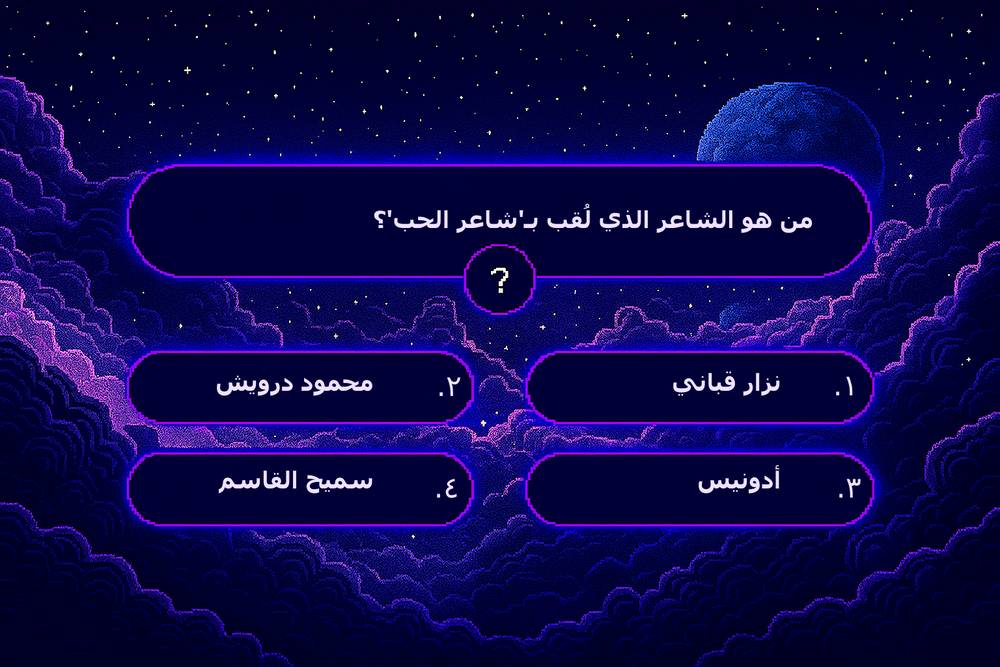 من هو الشاعر الذي لُقب بـ'شاعر الحب'؟
?
١. نزار قباني
٢. محمود درويش
٣. أدونيس
٤. سميح القاسم